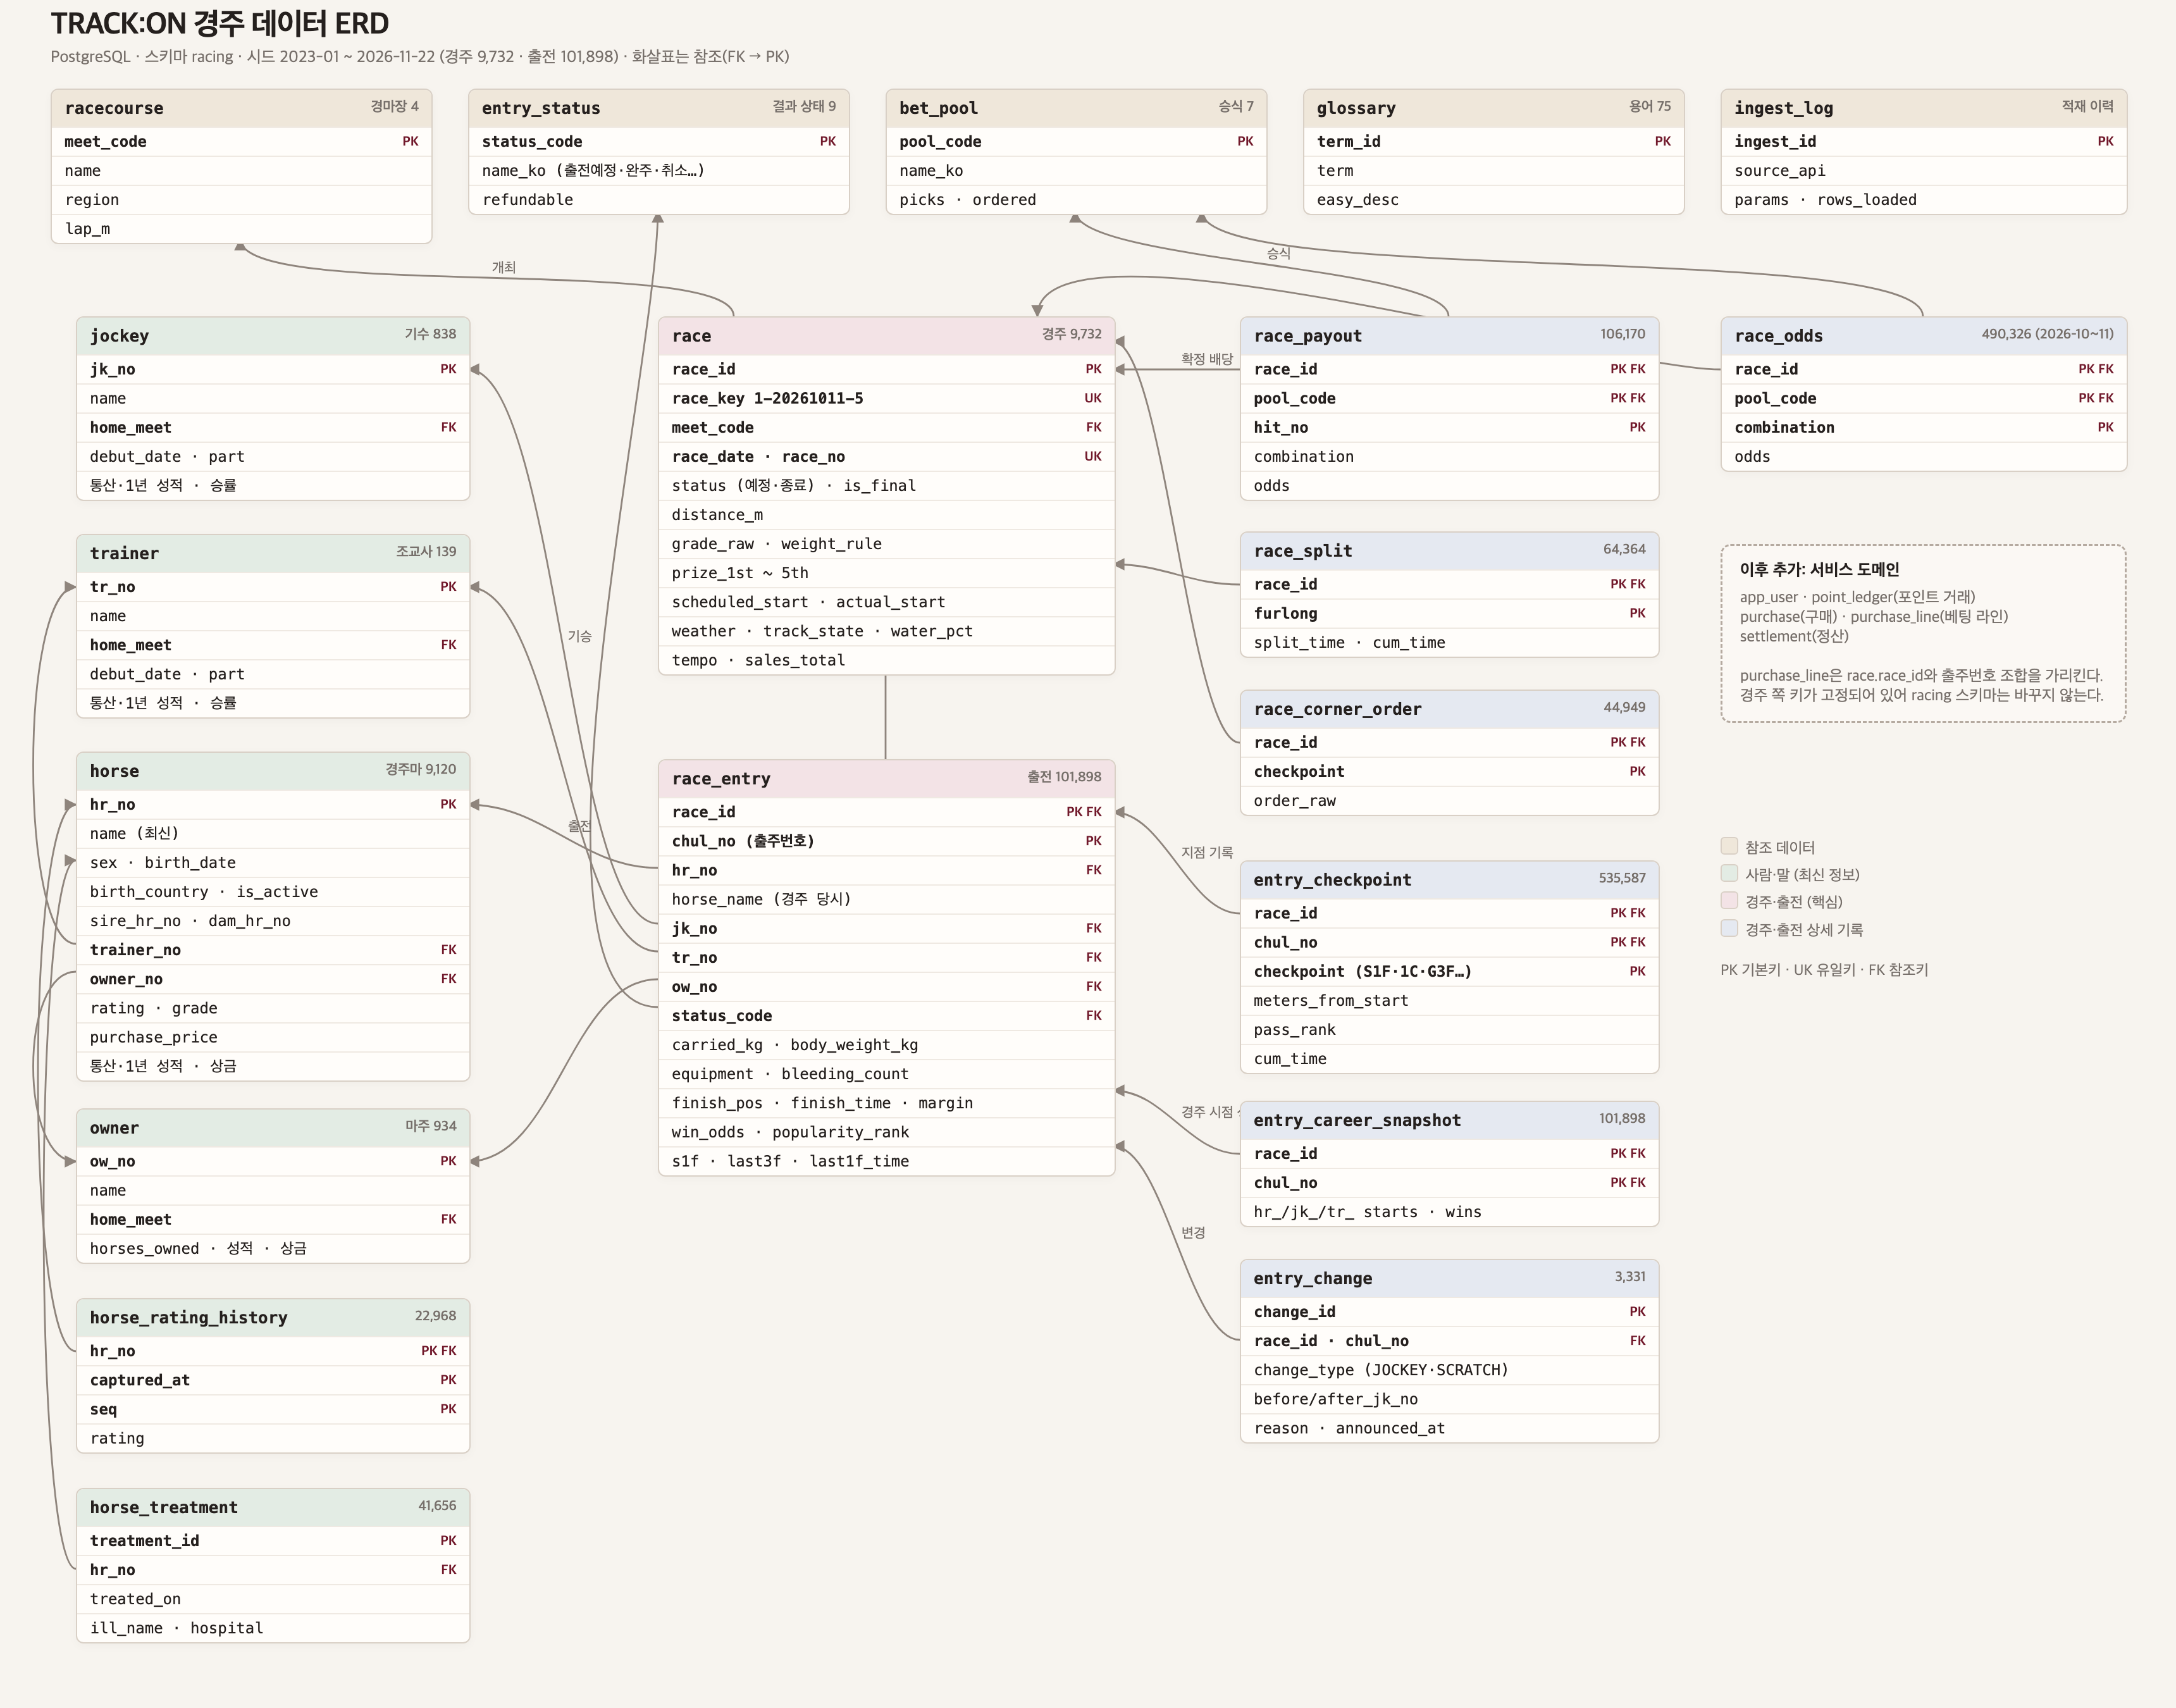 TRACK:ON 경주 데이터 ERD
PostgreSQL · 스키마 racing · 시드 2023-01 ~ 2026-11-22 (경주 9,732 · 출전 101,898) · 화살표는 참조(FK → PK)
racecourse 경마장 4
meet_code PK
name
region
lap_m
entry_status 결과 상태 9
status_code PK
name_ko (출전예정·완주·취소…)
refundable
bet_pool 승식 7
pool_code PK
name_ko
picks · ordered
glossary 용어 75
term_id PK
term
easy_desc
ingest_log 적재 이력
ingest_id PK
source_api
params · rows_loaded
개최
승식
jockey 기수 838
jk_no PK
name
home_meet FK
debut_date · part
통산·1년 성적 · 승률
trainer 조교사 139
tr_no PK
name
home_meet FK
debut_date · part
통산·1년 성적 · 승률
horse 경주마 9,120
hr_no PK
name (최신)
sex · birth_date
birth_country · is_active
sire_hr_no · dam_hr_no
trainer_no FK
owner_no FK
rating · grade
purchase_price
통산·1년 성적 · 상금
owner 마주 934
ow_no PK
name
home_meet FK
horses_owned · 성적 · 상금
horse_rating_history 22,968
hr_no PK FK
captured_at PK
seq PK
rating
horse_treatment 41,656
treatment_id PK
hr_no FK
treated_on
ill_name · hospital
기승
출전
race 경주 9,732
race_id PK
race_key 1-20261011-5 UK
meet_code FK
race_date · race_no UK
status (예정·종료) · is_final
distance_m
grade_raw · weight_rule
prize_1st ~ 5th
scheduled_start · actual_start
weather · track_state · water_pct
tempo · sales_total
race_entry 출전 101,898
race_id PK FK
chul_no (출주번호) PK
hr_no FK
horse_name (경주 당시)
jk_no FK
tr_no FK
ow_no FK
status_code FK
carried_kg · body_weight_kg
equipment · bleeding_count
finish_pos · finish_time · margin
win_odds · popularity_rank
s1f · last3f · last1f_time
확정 배당
지점 기록
경주 시점
변경
race_payout 106,170
race_id PK FK
pool_code PK FK
hit_no PK
combination
odds
race_split 64,364
race_id PK FK
furlong PK
split_time · cum_time
race_corner_order 44,949
race_id PK FK
checkpoint PK
order_raw
entry_checkpoint 535,587
race_id PK FK
chul_no PK FK
checkpoint (S1F·1C·G3F…) PK
meters_from_start
pass_rank
cum_time
entry_career_snapshot 101,898
race_id PK FK
chul_no PK FK
hr_/jk_/tr_ starts · wins
entry_change 3,331
change_id PK
race_id · chul_no FK
change_type (JOCKEY·SCRATCH)
before/after_jk_no
reason · announced_at
race_odds 490,326 (2026-10~11)
race_id PK FK
pool_code PK FK
combination PK
odds
이후 추가: 서비스 도메인
app_user · point_ledger(포인트 거래)
purchase(구매) · purchase_line(베팅 라인)
settlement(정산)
purchase_line은 race.race_id와 출주번호 조합을 가리킨다.
경주 쪽 키가 고정되어 있어 racing 스키마는 바꾸지 않는다.
참조 데이터
사람·말 (최신 정보)
경주·출전 (핵심)
경주·출전 상세 기록
PK 기본키 · UK 유일키 · FK 참조키